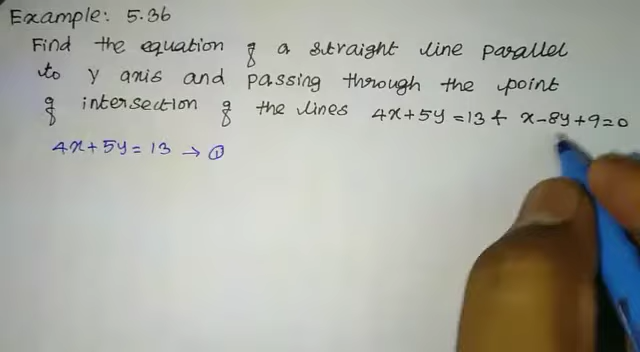 Example: 5.36
Find the equation of a straight line parallel
to Y axis and passing through the point
of intersection of the lines 4x+5y=13 & x-8y+9=0
4x+5y=13 → ①